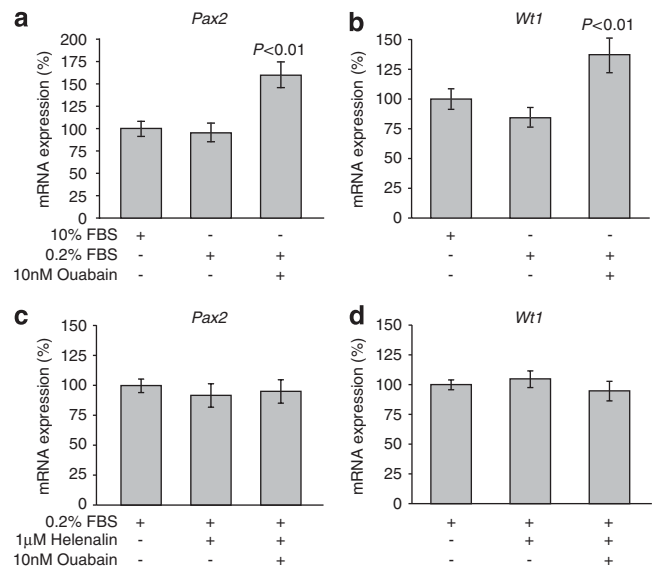 a
Pax2
mRNA expression (%)
200
175
150
125
100
75
50
25
0
P<0.01
b
Wt1
mRNA expression (%)
150
125
100
75
50
25
0
P<0.01
10% FBS + - - + - -
0.2% FBS - + + - + +
10nM Ouabain - - + - - +
c
Pax2
mRNA expression (%)
150
125
100
75
50
25
0
d
Wt1
mRNA expression (%)
150
125
100
75
50
25
0
0.2% FBS + + + + + +
1μM Helenalin - + + - + +
10nM Ouabain - - + - - +